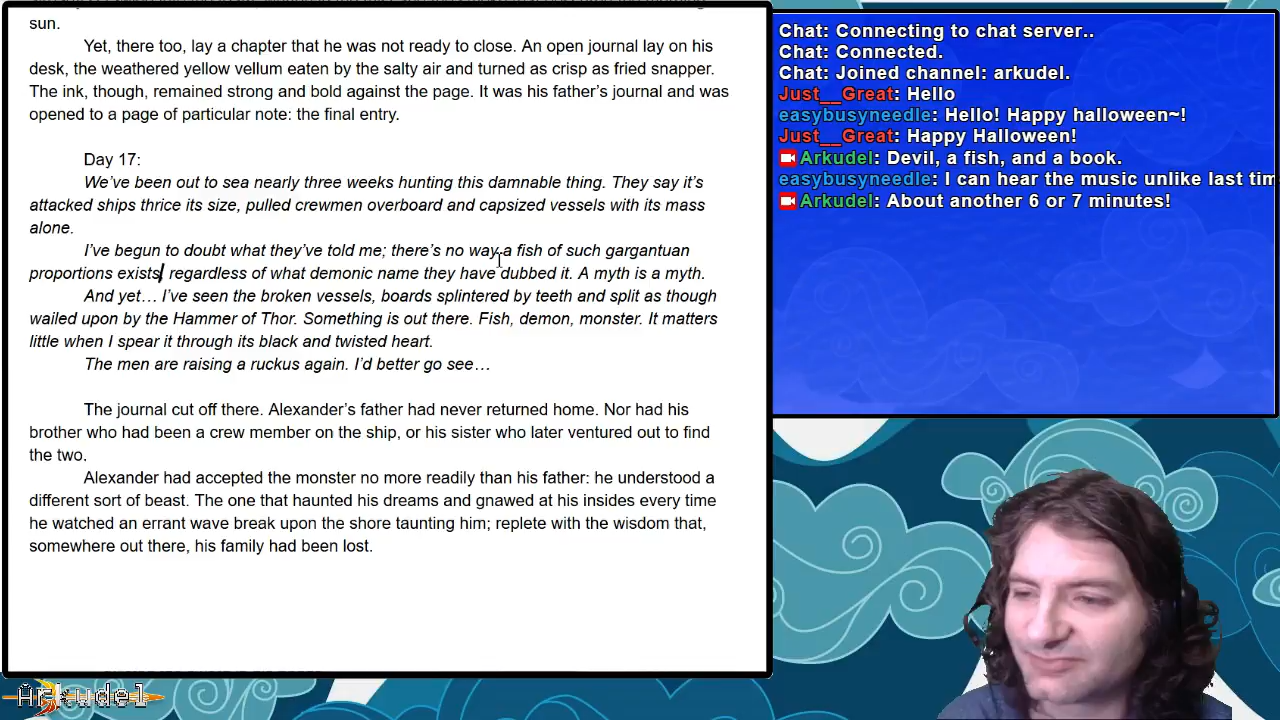 sun.
Yet, there too, lay a chapter that he was not ready to close. An open journal lay on his
desk, the weathered yellow vellum eaten by the salty air and turned as crisp as fried snapper.
The ink, though, remained strong and bold against the page. It was his father's journal and was
opened to a page of particular note: the final entry.
Day 17:
We've been out to sea nearly three weeks hunting this damnable thing. They say it's
attacked ships thrice its size, pulled crewmen overboard and capsized vessels with its mass
alone.
I've begun to doubt what they've told me; there's no way a fish of such gargantuan
proportions exists, regardless of what demonic name they have dubbed it. A myth is a myth.
And yet… I've seen the broken vessels, boards splintered by teeth and split as though
wailed upon by the Hammer of Thor. Something is out there. Fish, demon, monster. It matters
little when I spear it through its black and twisted heart.
The men are raising a ruckus again. I'd better go see…
The journal cut off there. Alexander's father had never returned home. Nor had his
brother who had been a crew member on the ship, or his sister who later ventured out to find
the two.
Alexander had accepted the monster no more readily than his father: he understood a
different sort of beast. The one that haunted his dreams and gnawed at his insides every time
he watched an errant wave break upon the shore taunting him; replete with the wisdom that,
somewhere out there, his family had been lost.
Chat: Connecting to chat server..
Chat: Connected.
Chat: Joined channel: arkudel.
Just__Great: Hello
easybusyneedle: Hello! Happy halloween~!
Just__Great: Happy Halloween!
Arkudel: Devil, a fish, and a book.
easybusyneedle: I can hear the music unlike last tim
Arkudel: About another 6 or 7 minutes!
Arkudel